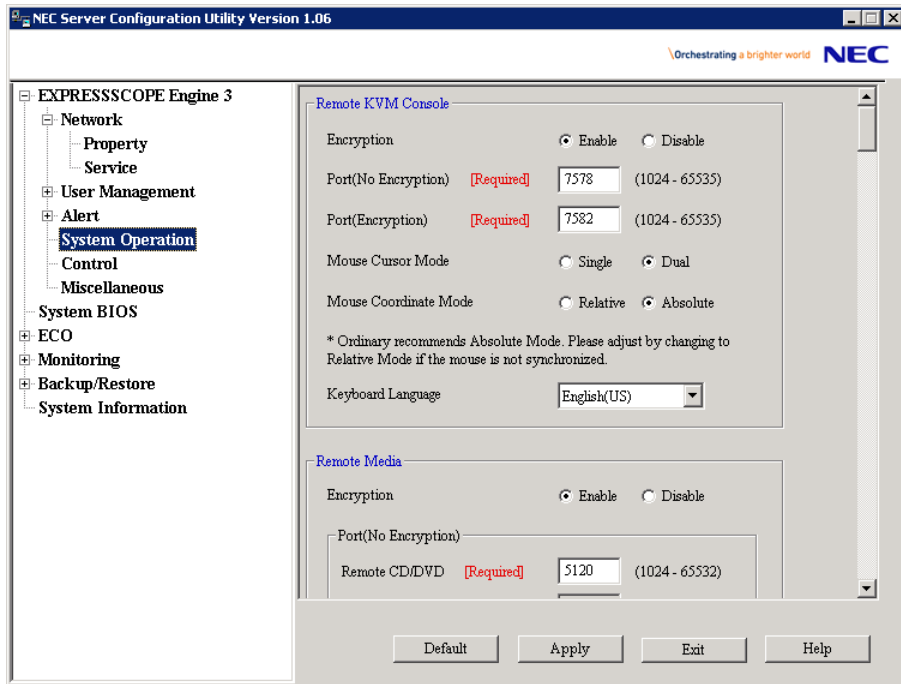 NEC Server Configuration Utility Version 1.06
\Orchestrating a brighter world NEC
EXPRESSSCOPE Engine 3
Network
Property
Service
User Management
Alert
System Operation
Control
Miscellaneous
System BIOS
ECO
Monitoring
Backup/Restore
System Information
Remote KVM Console
Encryption Enable Disable
Port(No Encryption) [Required] 7578 (1024 - 65535)
Port(Encryption) [Required] 7582 (1024 - 65535)
Mouse Cursor Mode Single Dual
Mouse Coordinate Mode Relative Absolute
* Ordinary recommends Absolute Mode. Please adjust by changing to
Relative Mode if the mouse is not synchronized.
Keyboard Language English(US)
Remote Media
Encryption Enable Disable
Port(No Encryption)
Remote CD/DVD [Required] 5120 (1024 - 65532)
Default Apply Exit Help